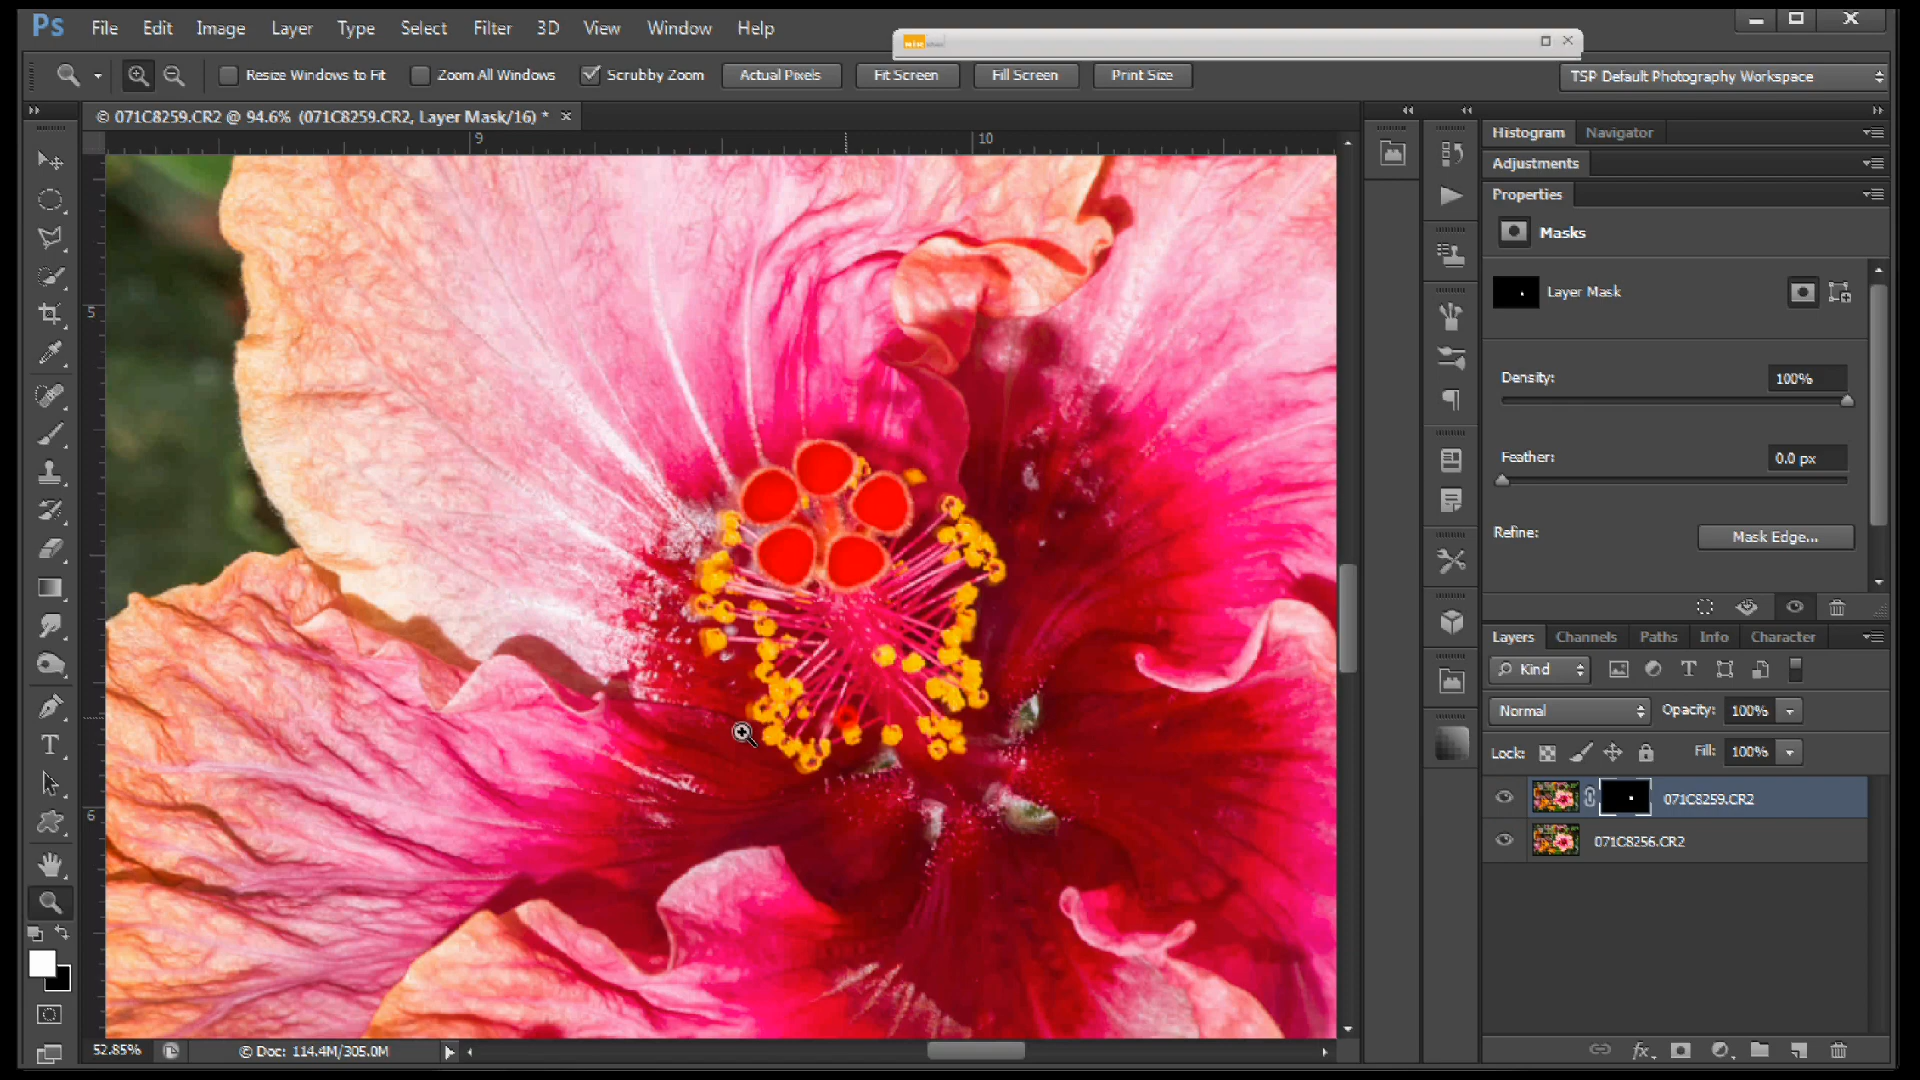 Ps File Edit Image Layer Type Select Filter 3D View Window Help
Resize Windows to Fit Zoom All Windows Scrubby Zoom Actual Pixels Fit Screen Fill Screen Print Size TSP Default Photography Workspace
© 071C8259.CR2 @ 94.6% (071C8259.CR2, Layer Mask/16) *
9 10
5
6
Histogram Navigator
Adjustments
Properties
Masks
Layer Mask
Density: 100%
Feather: 0.0 px
Refine: Mask Edge...
Layers Channels Paths Info Character
Kind
Normal Opacity: 100%
Lock: Fill: 100%
071C8259.CR2
071C8256.CR2
52.85% © Doc: 114.4M/305.0M